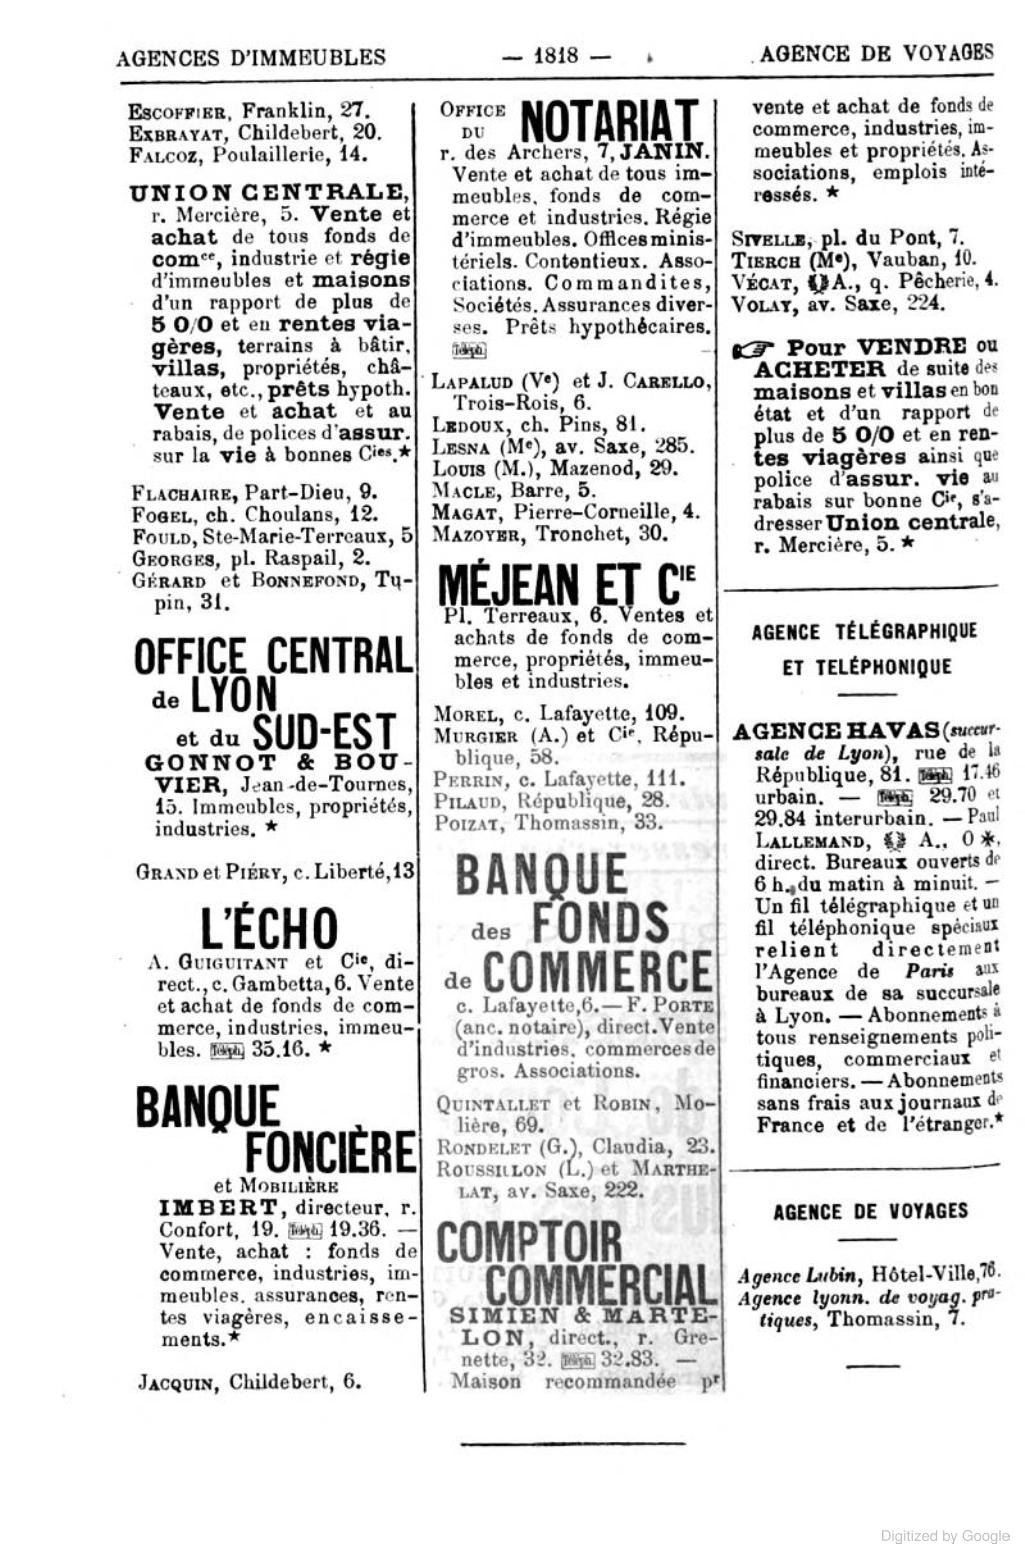 AGENCES D'IMMEUBLES — 1818 — AGENCE DE VOYAGES
ESCOFFIER, Franklin, 27.
EXBRAYAT, Childebert, 20.
FALCOZ, Poulaillerie, 14.
UNION CENTRALE,
r. Mercière, 5. Vente et
achat de tous fonds de
comce, industrie et régie
d'immeubles et maisons
d'un rapport de plus de
5 0/0 et en rentes via-
gères, terrains à bâtir,
villas, propriétés, châ-
teaux, etc., prêts hypoth.
Vente et achat et au
rabais, de polices d'assur.
sur la vie à bonnes Cies.★
FLACHAIRE, Part-Dieu, 9.
FOGEL, ch. Choulans, 12.
FOULD, Ste-Marie-Terreaux, 5
GEORGES, pl. Raspail, 2.
GÉRARD et BONNEFOND, Tu-
pin, 31.
OFFICE CENTRAL
de LYON
et du SUD-EST
GONNOT & BOU-
VIER, Jean-de-Tournes,
15. Immeubles, propriétés,
industries. ★
GRAND et PIÉRY, c. Liberté, 13
L'ÉCHO
A. GUIGUITANT et Cie, di-
rect., c. Gambetta, 6. Vente
et achat de fonds de com-
merce, industries, immeu-
bles. Téléph. 35.16. ★
BANQUE
FONCIÈRE
et MOBILIÈRE
IMBERT, directeur, r.
Confort, 19. Téléph. 19.36. —
Vente, achat : fonds de
commerce, industries, im-
meubles, assurances, ren-
tes viagères, encaisse-
ments.★
JACQUIN, Childebert, 6.
OFFICE
DU NOTARIAT
r. des Archers, 7, JANIN.
Vente et achat de tous im-
meubles, fonds de com-
merce et industries. Régie
d'immeubles. Offices minis-
tériels. Contentieux. Asso-
ciations. Commandites,
Sociétés. Assurances diver-
ses. Prêts hypothécaires.
Téléph.
LAPALUD (Ve) et J. CARELLO,
Trois-Rois, 6.
LEDOUX, ch. Pins, 81.
LESNA (Me), av. Saxe, 285.
LOUIS (M.), Mazenod, 29.
MACLE, Barre, 5.
MAGAT, Pierre-Corneille, 4.
MAZOYER, Tronchet, 30.
MÉJEAN ET CIE
Pl. Terreaux, 6. Ventes et
achats de fonds de com-
merce, propriétés, immeu-
bles et industries.
MOREL, c. Lafayette, 109.
MURGIER (A.) et Cie, Répu-
blique, 58.
PERRIN, c. Lafayette, 111.
PILAUD, République, 28.
POIZAT, Thomassin, 33.
BANQUE
des FONDS
de COMMERCE
c. Lafayette, 6. — F. PORTE
(anc. notaire), direct. Vente
d'industries, commerces de
gros. Associations.
QUINTALLET et ROBIN, Mo-
lière, 69.
RONDELET (G.), Claudia, 23.
ROUSSILLON (L.) et MARTHE-
LAT, av. Saxe, 222.
COMPTOIR
COMMERCIAL
SIMIEN & MARTE-
LON, direct., r. Gre-
nette, 32. Téléph. 32.83. —
Maison recommandée pr
vente et achat de fonds de
commerce, industries, im-
meubles et propriétés. As-
sociations, emplois inté-
ressés. ★
SIVELLE, pl. du Pont, 7.
TIERCH (Me), Vauban, 10.
VÉCAT, A., q. Pêcherie, 4.
VOLAY, av. Saxe, 224.
☞ Pour VENDRE ou
ACHETER de suite des
maisons et villas en bon
état et d'un rapport de
plus de 5 0/0 et en ren-
tes viagères ainsi que
police d'assur. vie au
rabais sur bonne Cie, s'a-
dresser Union centrale,
r. Mercière, 5. ★
AGENCE TÉLÉGRAPHIQUE
ET TELÉPHONIQUE
AGENCE HAVAS (succur-
sale de Lyon), rue de la
République, 81. Téléph. 17.46
urbain. — Téléph. 29.70 et
29.84 interurbain. — Paul
LALLEMAND, A., O ✻,
direct. Bureaux ouverts de
6 h. du matin à minuit. —
Un fil télégraphique et un
fil téléphonique spéciaux
relient directement
l'Agence de Paris aux
bureaux de sa succursale
à Lyon. — Abonnements à
tous renseignements poli-
tiques, commerciaux et
financiers. — Abonnements
sans frais aux journaux de
France et de l'étranger.★
AGENCE DE VOYAGES
Agence Lubin, Hôtel-Ville, 76.
Agence lyonn. de voyag. pra-
tiques, Thomassin, 7.
Digitized by Google